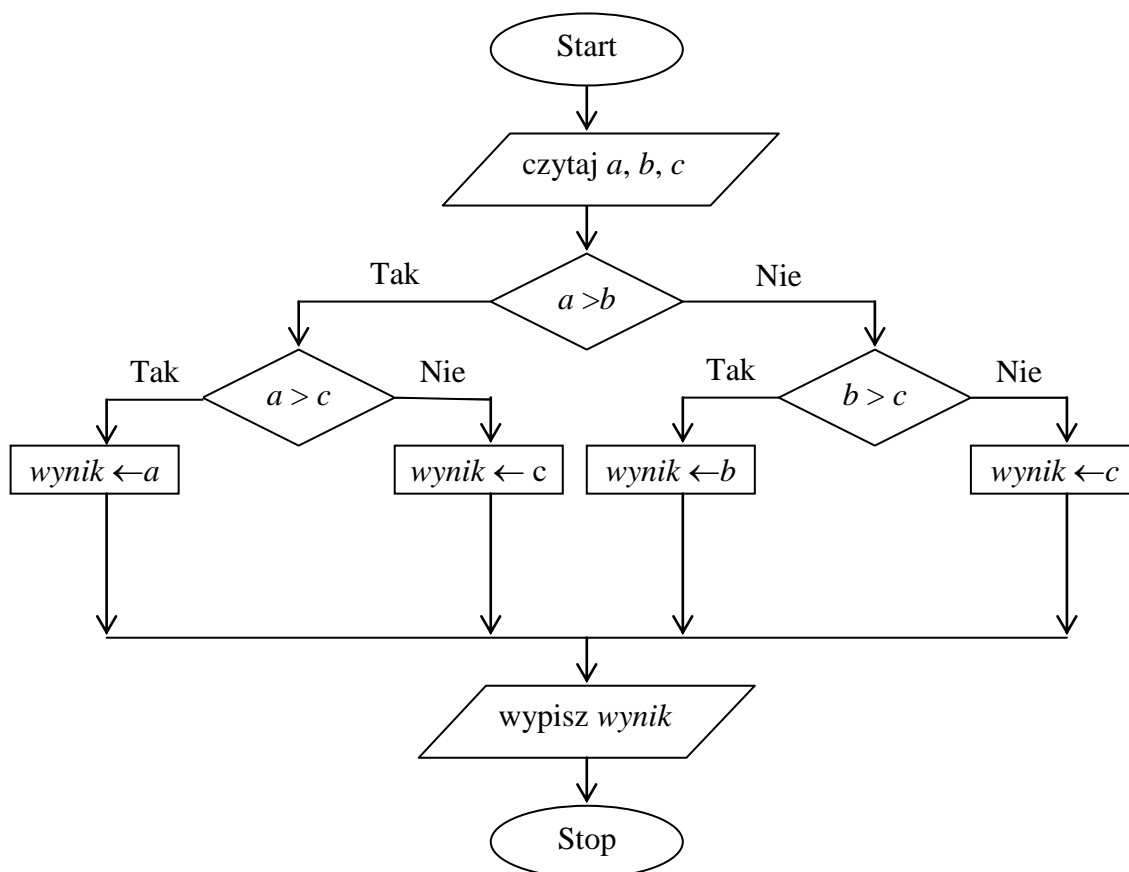 Start
czytaj a, b, c
Tak
Nie
a >b
Tak
Nie
Tak
Nie
a > c
b > c
wynik ←a
wynik ← c
wynik ←b
wynik ←c
wypisz wynik
Stop